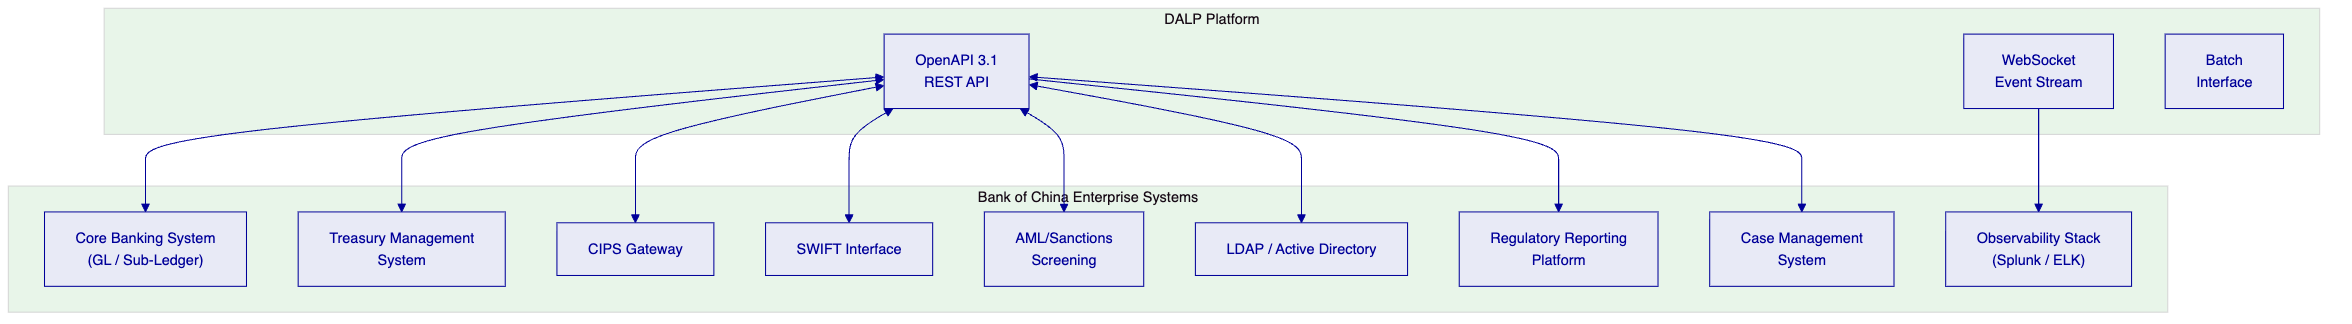 DALP Platform
OpenAPI 3.1
REST API
WebSocket
Event Stream
Batch
Interface
Bank of China Enterprise Systems
Core Banking System
(GL / Sub-Ledger)
Treasury Management
System
CIPS Gateway
SWIFT Interface
AML/Sanctions
Screening
LDAP / Active Directory
Regulatory Reporting
Platform
Case Management
System
Observability Stack
(Splunk / ELK)